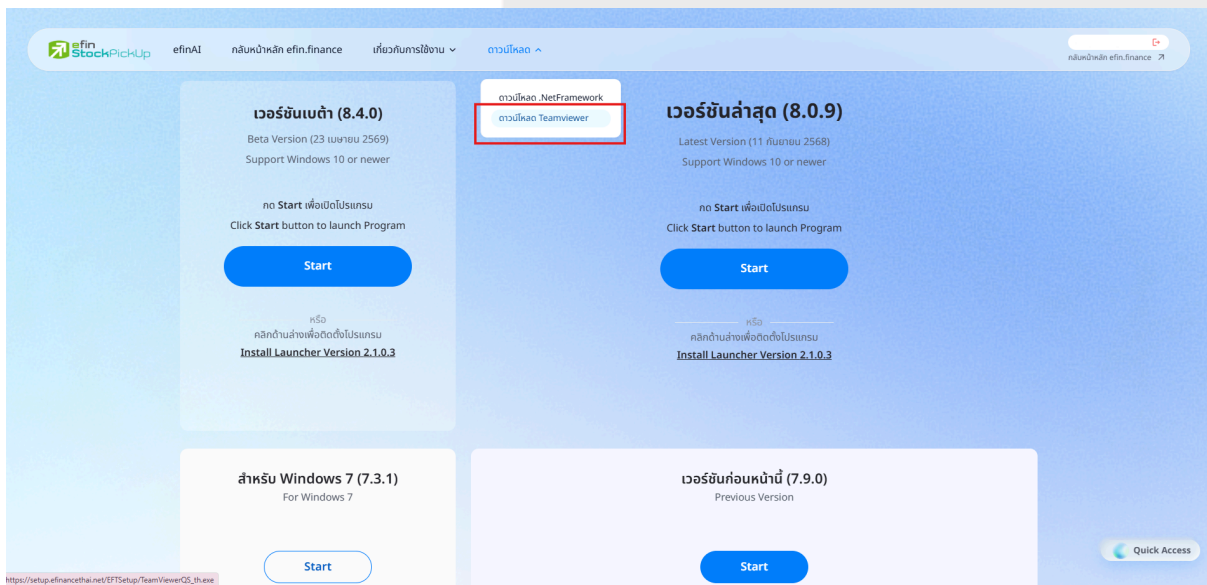 efin
StockPickUp
efinAI
กลับหน้าหลัก efin.finance
เกี่ยวกับการใช้งาน
ดาวน์โหลด
กลับหน้าหลัก efin.finance
ดาวน์โหลด .NetFramework
ดาวน์โหลด Teamviewer
เวอร์ชันเบต้า (8.4.0)
Beta Version (23 เมษายน 2569)
Support Windows 10 or newer
กด Start เพื่อเปิดโปรแกรม
Click Start button to launch Program
Start
หรือ
คลิกด้านล่างเพื่อติดตั้งโปรแกรม
Install Launcher Version 2.1.0.3
เวอร์ชันล่าสุด (8.0.9)
Latest Version (11 กันยายน 2568)
Support Windows 10 or newer
กด Start เพื่อเปิดโปรแกรม
Click Start button to launch Program
Start
หรือ
คลิกด้านล่างเพื่อติดตั้งโปรแกรม
Install Launcher Version 2.1.0.3
สำหรับ Windows 7 (7.3.1)
For Windows 7
Start
เวอร์ชันก่อนหน้านี้ (7.9.0)
Previous Version
Start
Quick Access
https://setup.efinancethai.net/EFTSetup/TeamViewerQS_th.exe